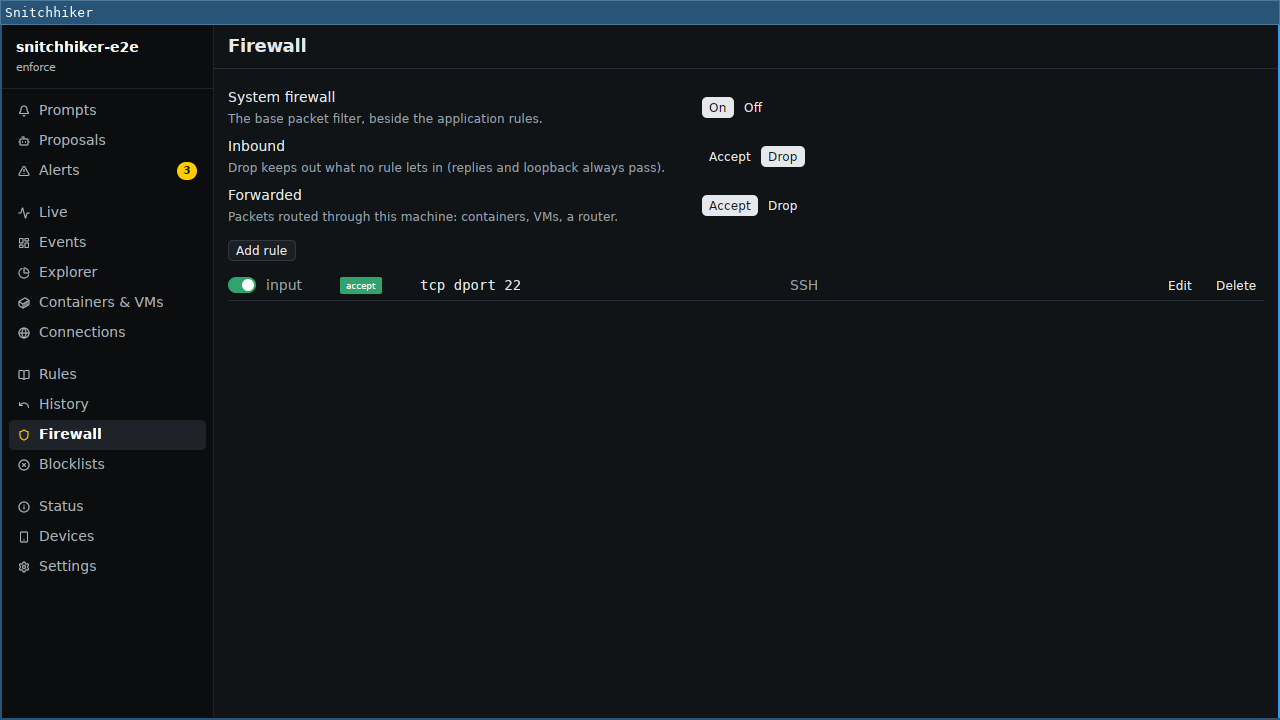 Snitchhiker
snitchhiker-e2e
enforce
Prompts
Proposals
Alerts 3
Live
Events
Explorer
Containers & VMs
Connections
Rules
History
Firewall
Blocklists
Status
Devices
Settings
Firewall
System firewall
The base packet filter, beside the application rules.
On Off
Inbound
Drop keeps out what no rule lets in (replies and loopback always pass).
Accept Drop
Forwarded
Packets routed through this machine: containers, VMs, a router.
Accept Drop
Add rule
input accept tcp dport 22 SSH Edit Delete